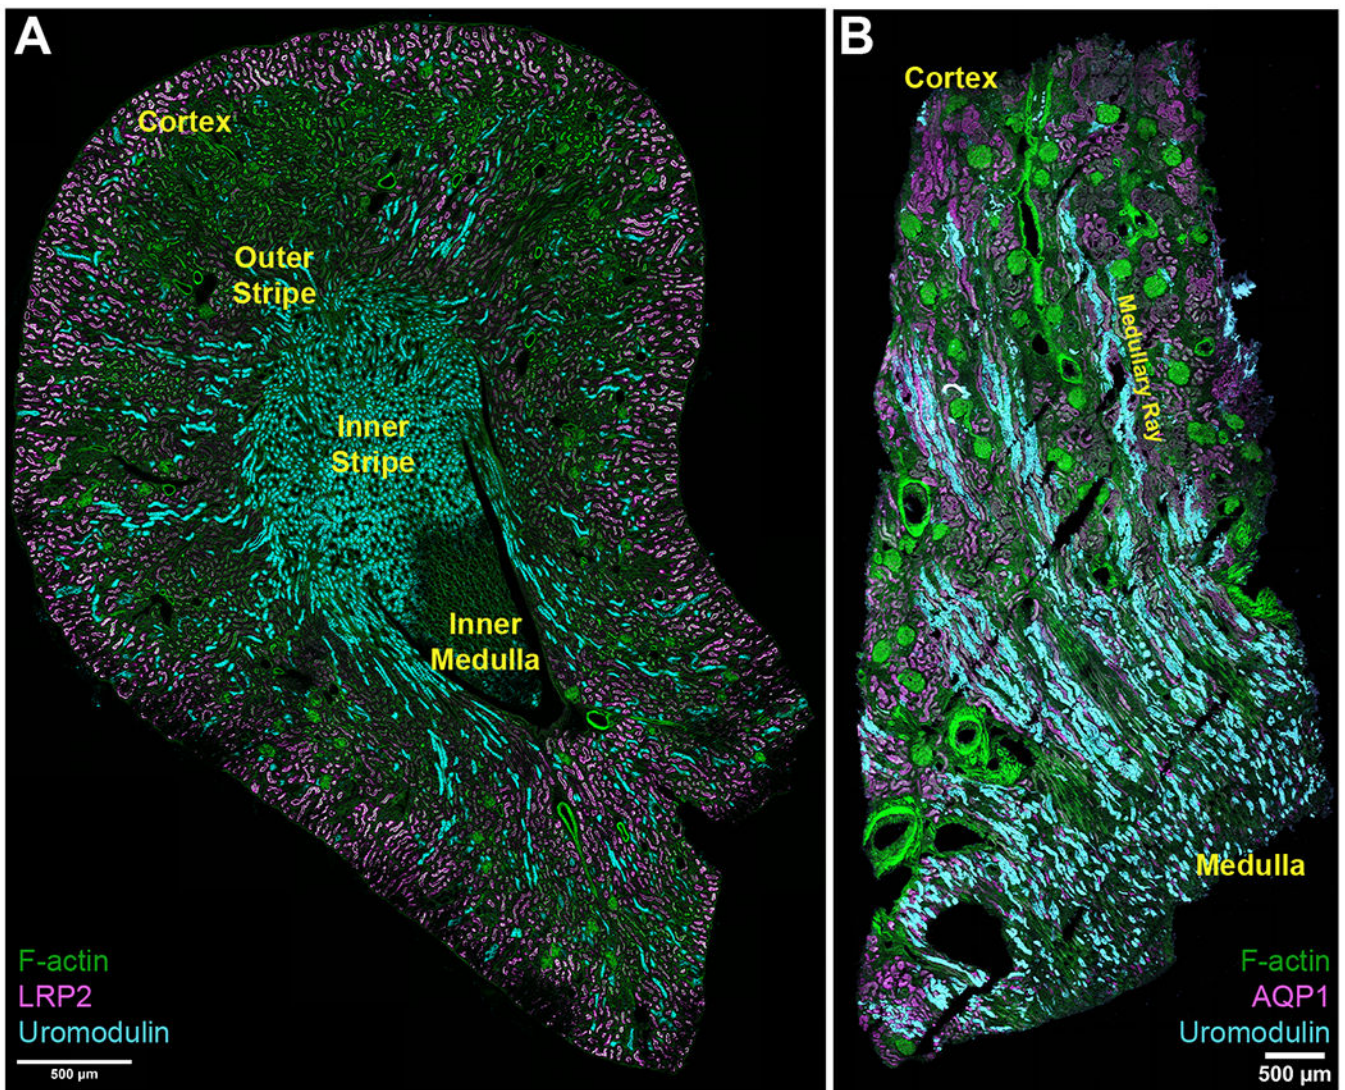 A
Cortex
Outer
Stripe
Inner
Stripe
Inner
Medulla
F-actin
LRP2
Uromodulin
500 µm
B
Cortex
Medullary Ray
Medulla
F-actin
AQP1
Uromodulin
500 µm